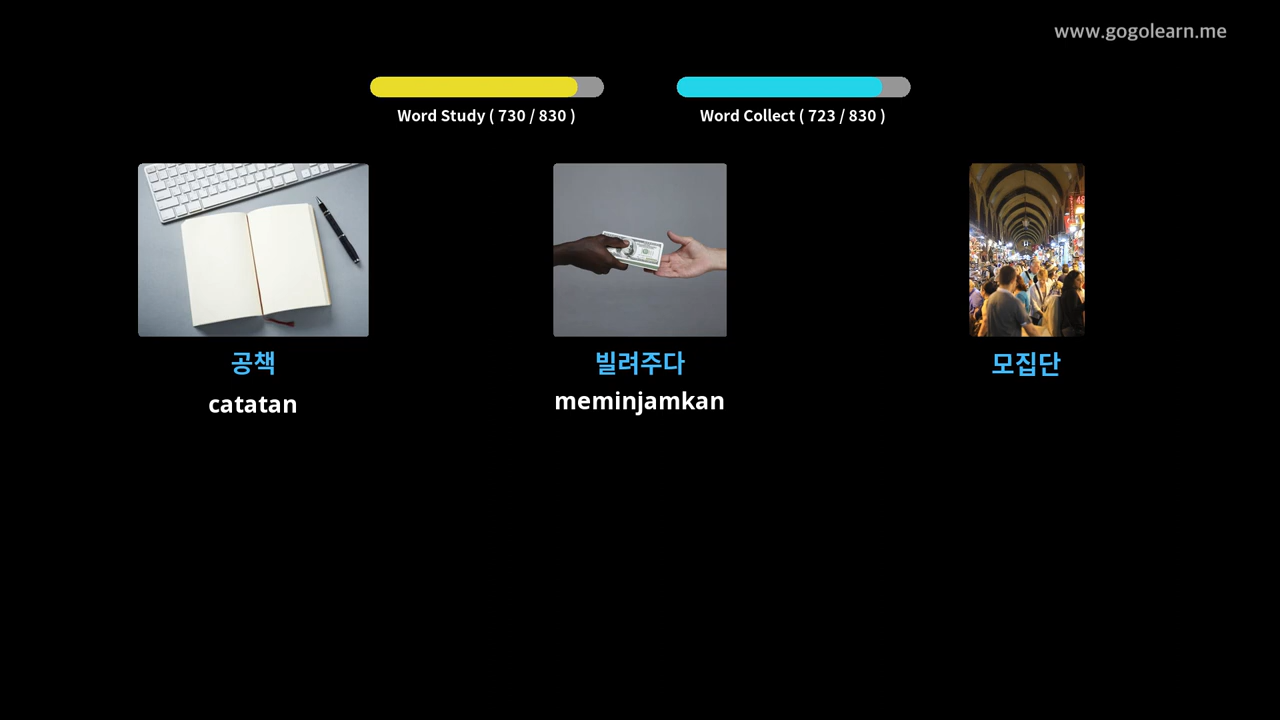 www.gogolearn.me
Word Study ( 730 / 830 )
Word Collect ( 723 / 830 )
공책
catatan
빌려주다
meminjamkan
모집단